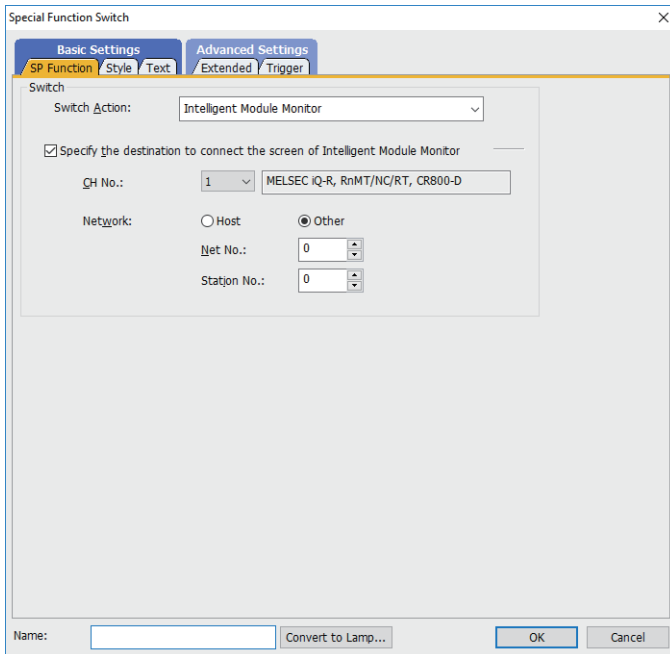 Special Function Switch
Basic Settings Advanced Settings
SP Function Style Text Extended Trigger
Switch
Switch Action: Intelligent Module Monitor
Specify the destination to connect the screen of Intelligent Module Monitor
CH No.: 1 MELSEC iQ-R, RnMT/NC/RT, CR800-D
Network: Host Other
Net No.: 0
Station No.: 0
Name: Convert to Lamp... OK Cancel